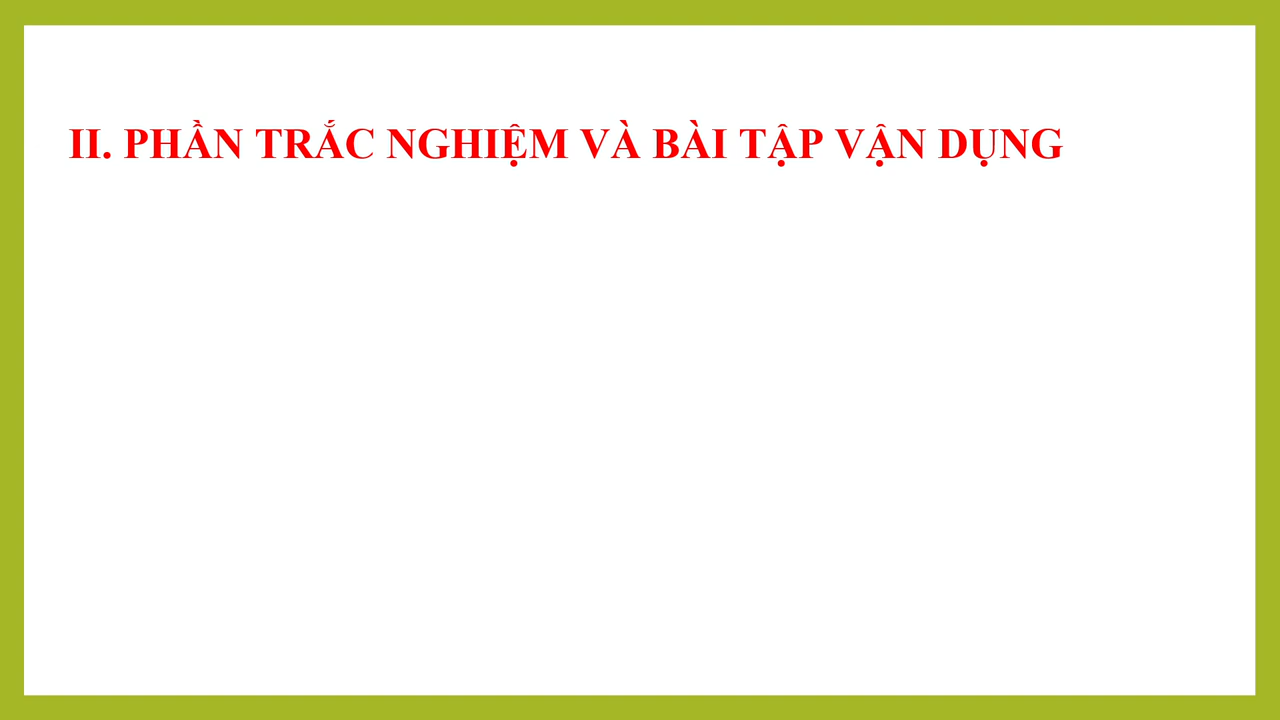 II. PHẦN TRẮC NGHIỆM VÀ BÀI TẬP VẬN DỤNG